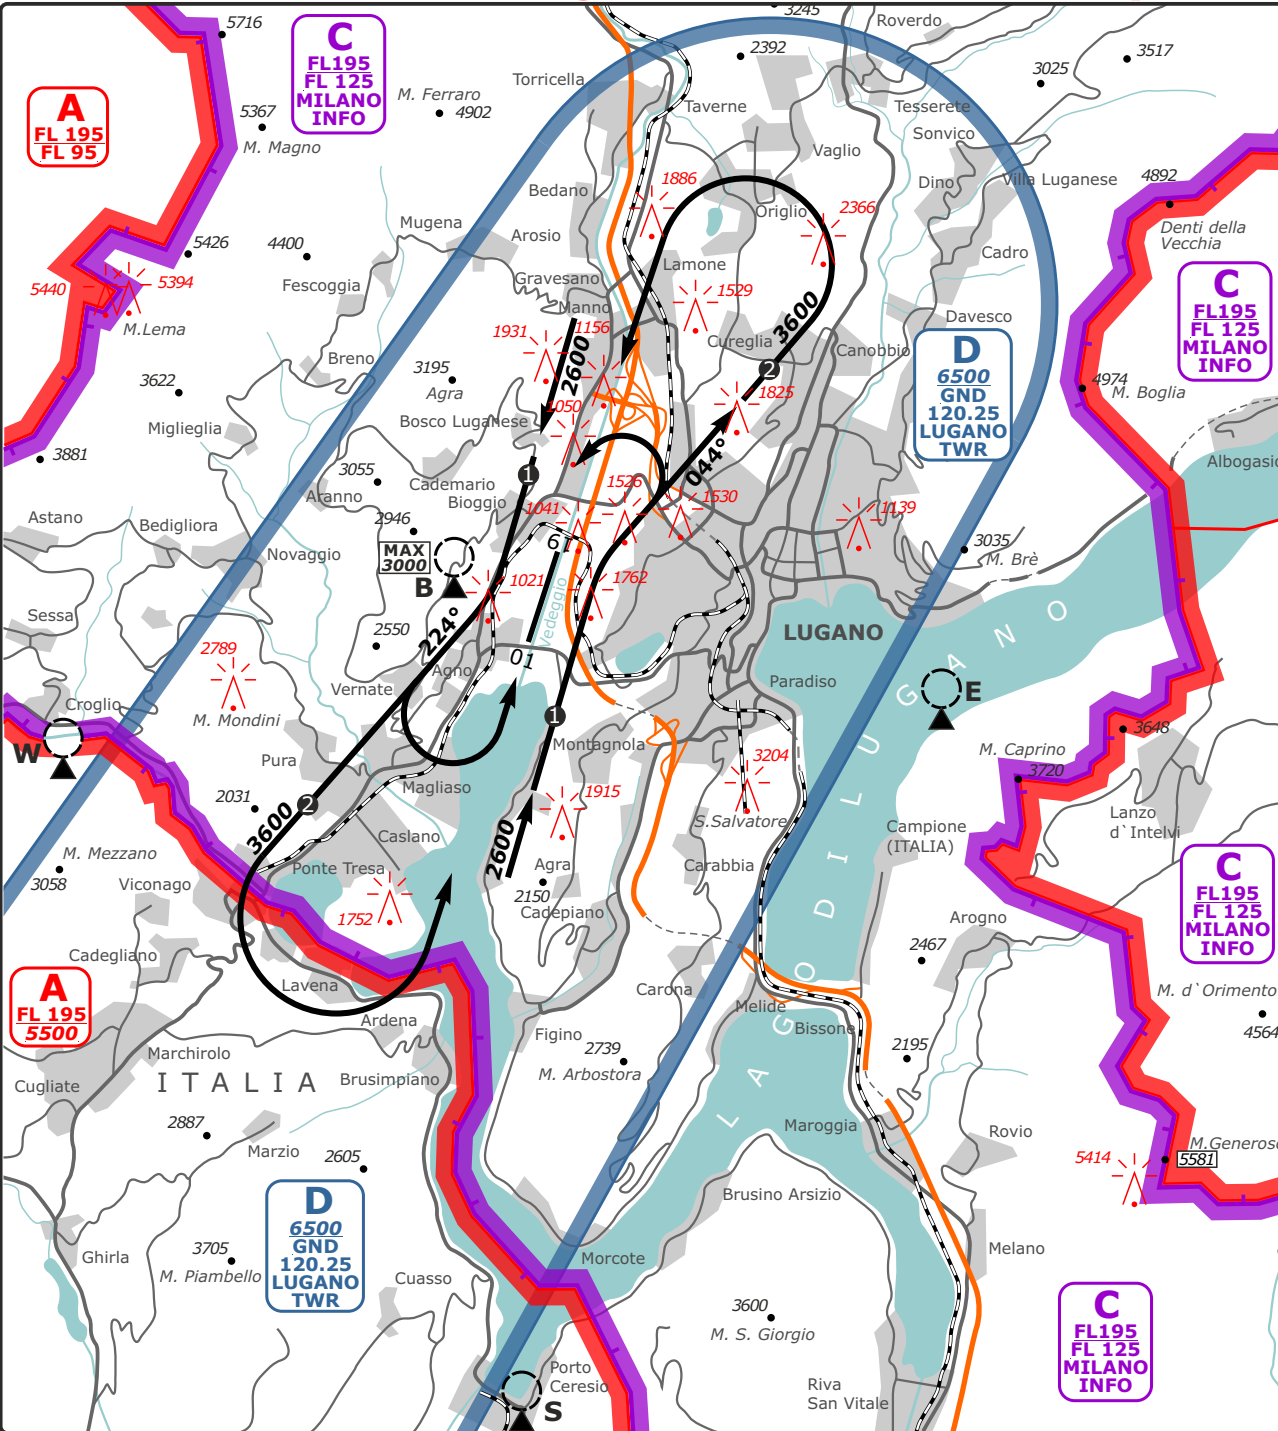 5716
C
FL195
FL 125
MILANO
INFO
A
FL 195
FL 95
5367
M. Magno
M. Ferraro
4902
Torricella
3245
Roverdo
2392
3517
3025
Taverne
Tesserete
Sonvico
Vaglio
Dino
Villa Luganese
4892
Denti della
Vecchia
Bedano
1886
Origlio
2366
Mugena
Arosio
Cadro
5426
4400
Fescoggia
5440
5394
M.Lema
Gravesano
Lamone
1529
Manno
3600
C
FL195
FL 125
MILANO
INFO
1931
1156
2600
Cureglia
Davesco
Canobbio
Breno
3195
Agra
2
D
6500
GND
120.25
LUGANO
TWR
3622
Miglieglia
Bosco Luganese
1050
1825
4974
M. Boglia
3881
3055
Aranno
Cademario
Bioggio
1
044°
Albogasio
Astano
Bedigliora
2946
1041
1526
1530
1139
Novaggio
MAX
3000
B
19
3035
M. Brè
1021
1762
Sessa
2550
224°
Vedeggio
LUGANO
2789
M. Mondini
Vernate
Agno
01
Paradiso
E
LAGO DI LUGANO
Croglio
W
1
Montagnola
3648
M. Caprino
3720
Pura
Magliaso
3204
S.Salvatore
2031
2
3600
1915
Lanzo
d`Intelvi
Campione
(ITALIA)
Caslano
2600
M. Mezzano
3058
Ponte Tresa
Agra
2150
Carabbia
C
FL195
FL 125
MILANO
INFO
Viconago
1752
Cadepiano
Arogno
Cadegliano
2467
A
FL 195
5500
Lavena
Carona
Melide
M. d`Orimento
4564
Ardena
Figino
Bissone
Marchirolo
2739
M. Arbostora
2195
Cugliate
ITALIA
Brusimpiano
2887
Maroggia
Rovio
Marzio
2605
5414
M.Generoso
5581
Brusino Arsizio
D
6500
GND
120.25
LUGANO
TWR
Ghirla
3705
M. Piambello
Morcote
Melano
Cuasso
3600
M. S. Giorgio
C
FL195
FL 125
MILANO
INFO
Porto
Ceresio
S
Riva
San Vitale